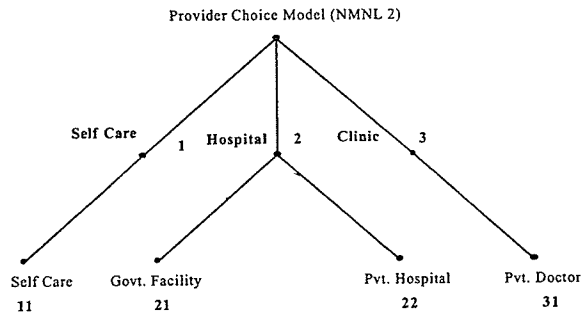 Provider Choice Model (NMNL 2)
Self Care 1 Hospital 2 Clinic 3
Self Care Govt. Facility Pvt. Hospital Pvt. Doctor
11 21 22 31